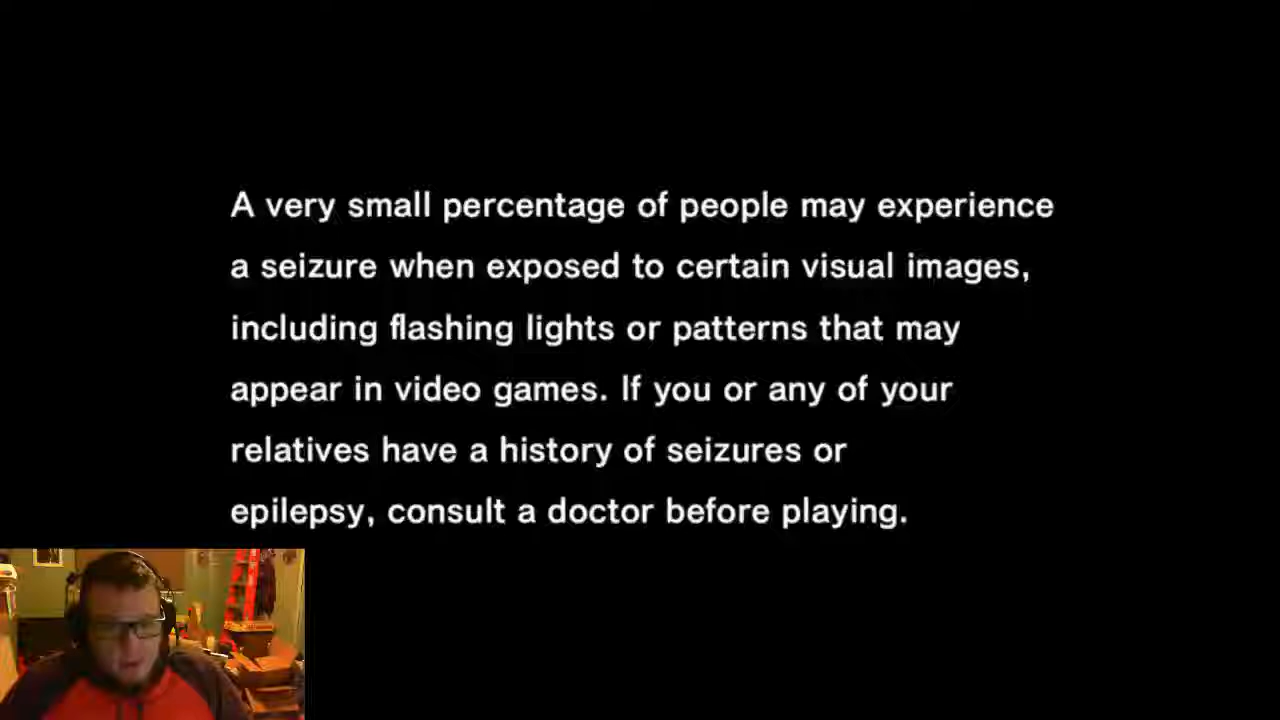 A very small percentage of people may experience
a seizure when exposed to certain visual images,
including flashing lights or patterns that may
appear in video games. If you or any of your
relatives have a history of seizures or
epilepsy, consult a doctor before playing.